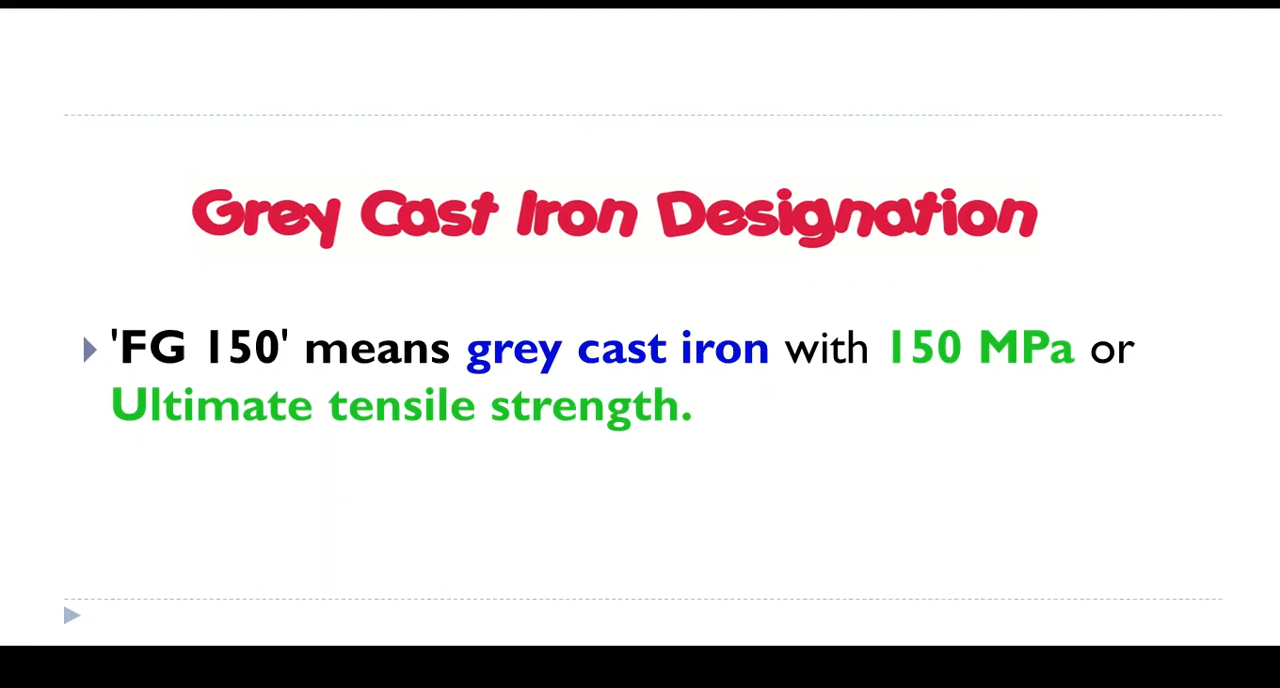 Grey Cast Iron Designation
'FG 150' means grey cast iron with 150 MPa or
Ultimate tensile strength.